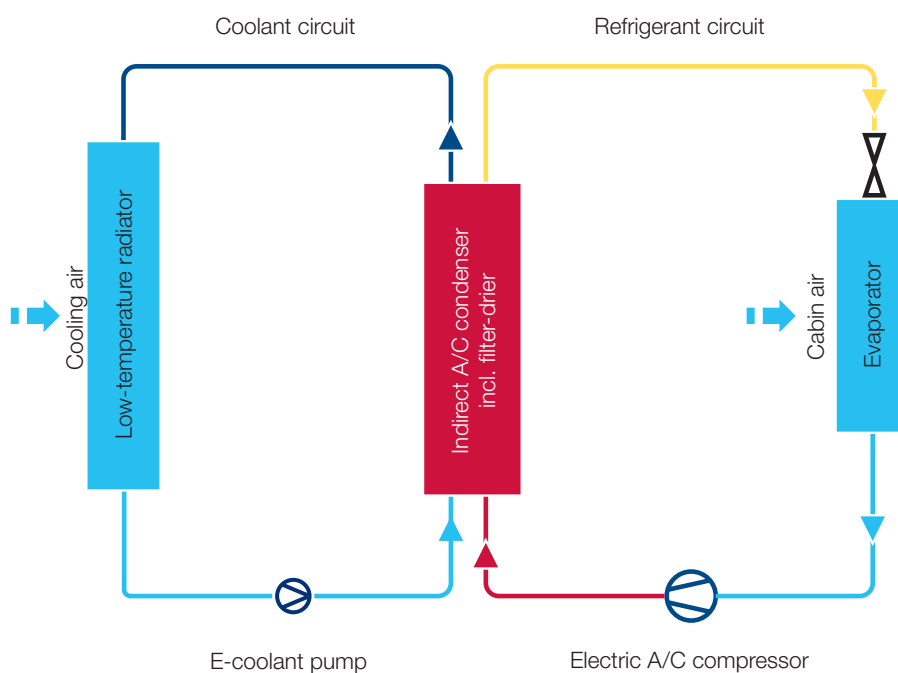 Coolant circuit
Refrigerant circuit
Cooling air
Low-temperature radiator
Indirect A/C condenser
incl. filter-drier
Cabin air
Evaporator
E-coolant pump
Electric A/C compressor